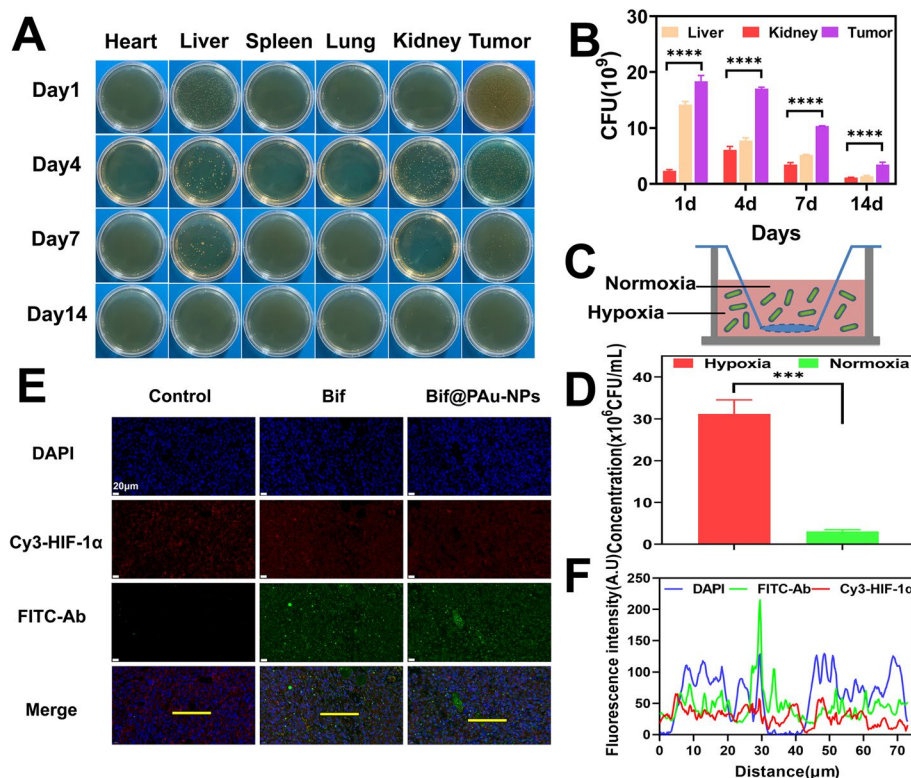 A
Heart Liver Spleen Lung Kidney Tumor
Day1
Day4
Day7
Day14
B
Liver Kidney Tumor
CFU(10⁹)
30
20
10
0
**** **** **** ****
1d 4d 7d 14d
Days
C
Normoxia
Hypoxia
D
Hypoxia Normoxia
***
Concentration(x10⁶CFU/mL)
40
30
20
10
0
E
Control Bif Bif@PAu-NPs
DAPI
20μm
Cy3-HIF-1α
FITC-Ab
Merge
F
DAPI FITC-Ab Cy3-HIF-1α
Fluorescence intensity(A.U)
250
200
150
100
50
0
0 10 20 30 40 50 60 70
Distance(μm)